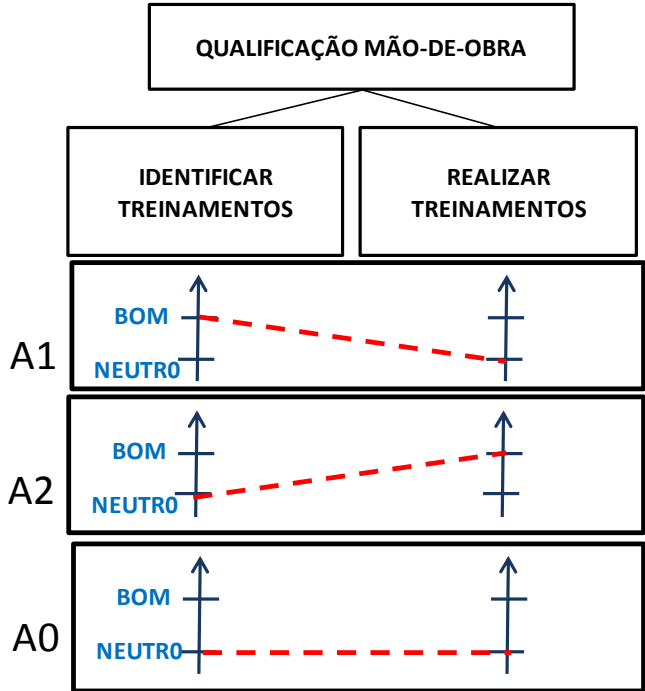 QUALIFICAÇÃO MÃO-DE-OBRA
IDENTIFICAR
TREINAMENTOS
REALIZAR
TREINAMENTOS
A1
BOM
NEUTR0
A2
BOM
NEUTR0
A0
BOM
NEUTR0